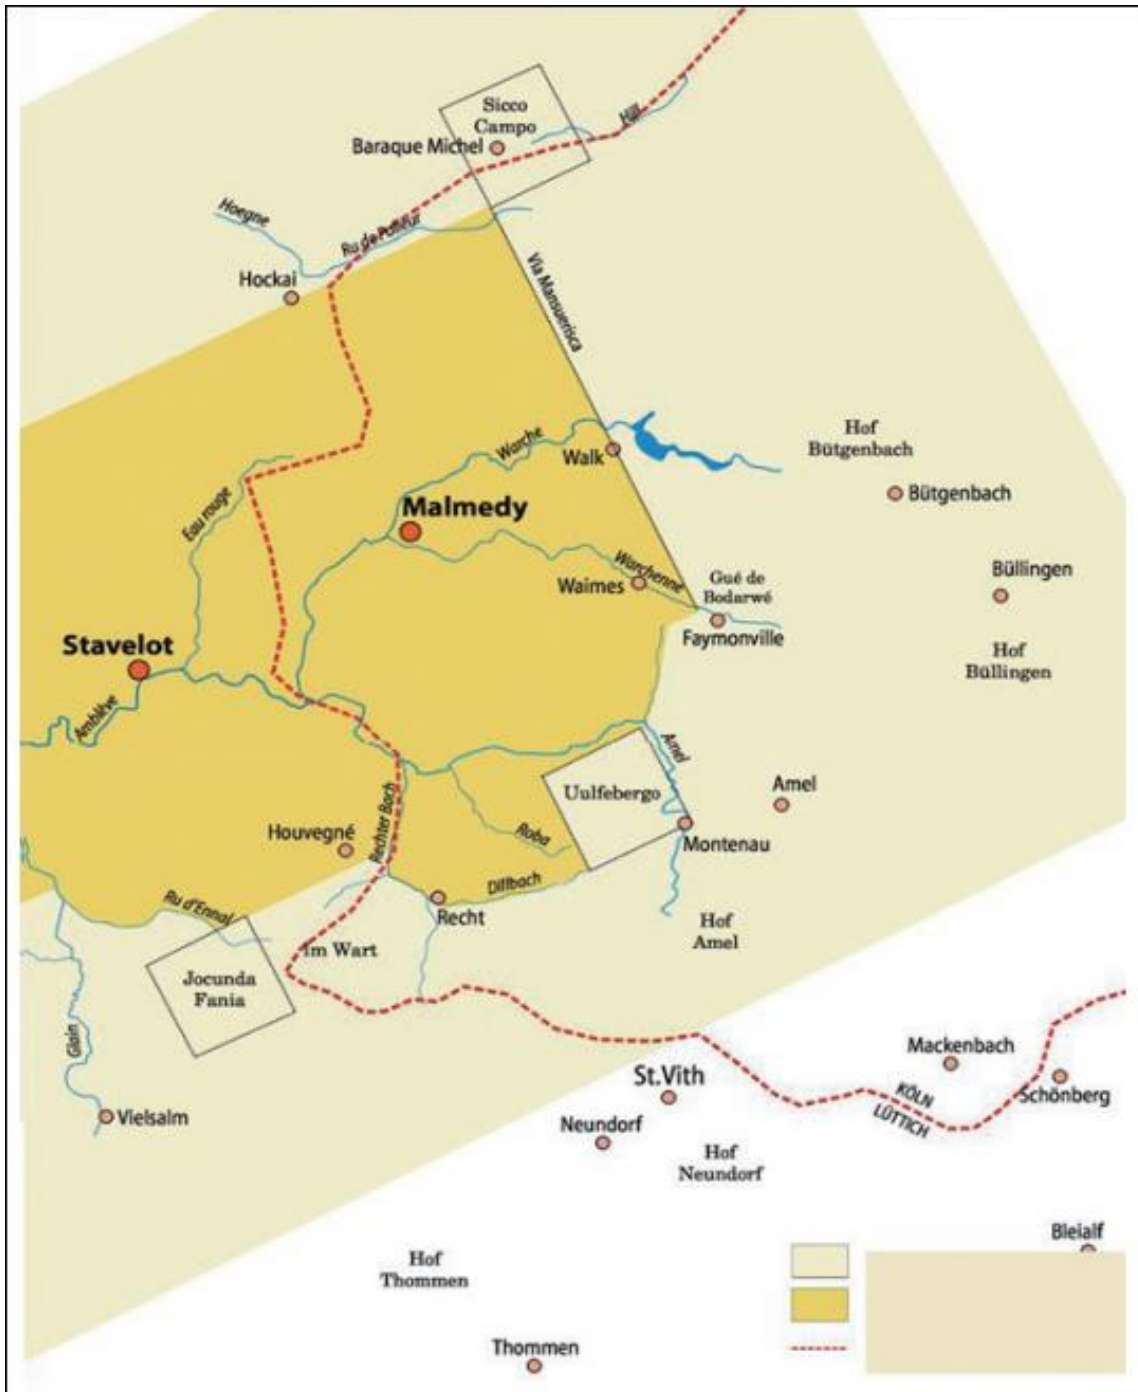 Sicco
Campo
Hill
Baraque Michel
Hoegne
Ru de Polleur
Hockai
Via Mansuerisca
Warche
Walk
Hof
Bütgenbach
Bütgenbach
Eau rouge
Malmedy
Warchenné
Waimes
Gué de
Bodarwé
Faymonville
Büllingen
Hof
Büllingen
Stavelot
Amblève
Amel
Uulfebergo
Amel
Rechter Bach
Houvegné
Roba
Montenau
Diflbach
Ru d'Ennal
Recht
Hof
Amel
Im Wart
Jocunda
Fania
Glain
Mackenbach
St.Vith
KÖLN
LÜTTICH
Schönberg
Vielsalm
Neundorf
Hof
Neundorf
Bleialf
Hof
Thommen
Thommen